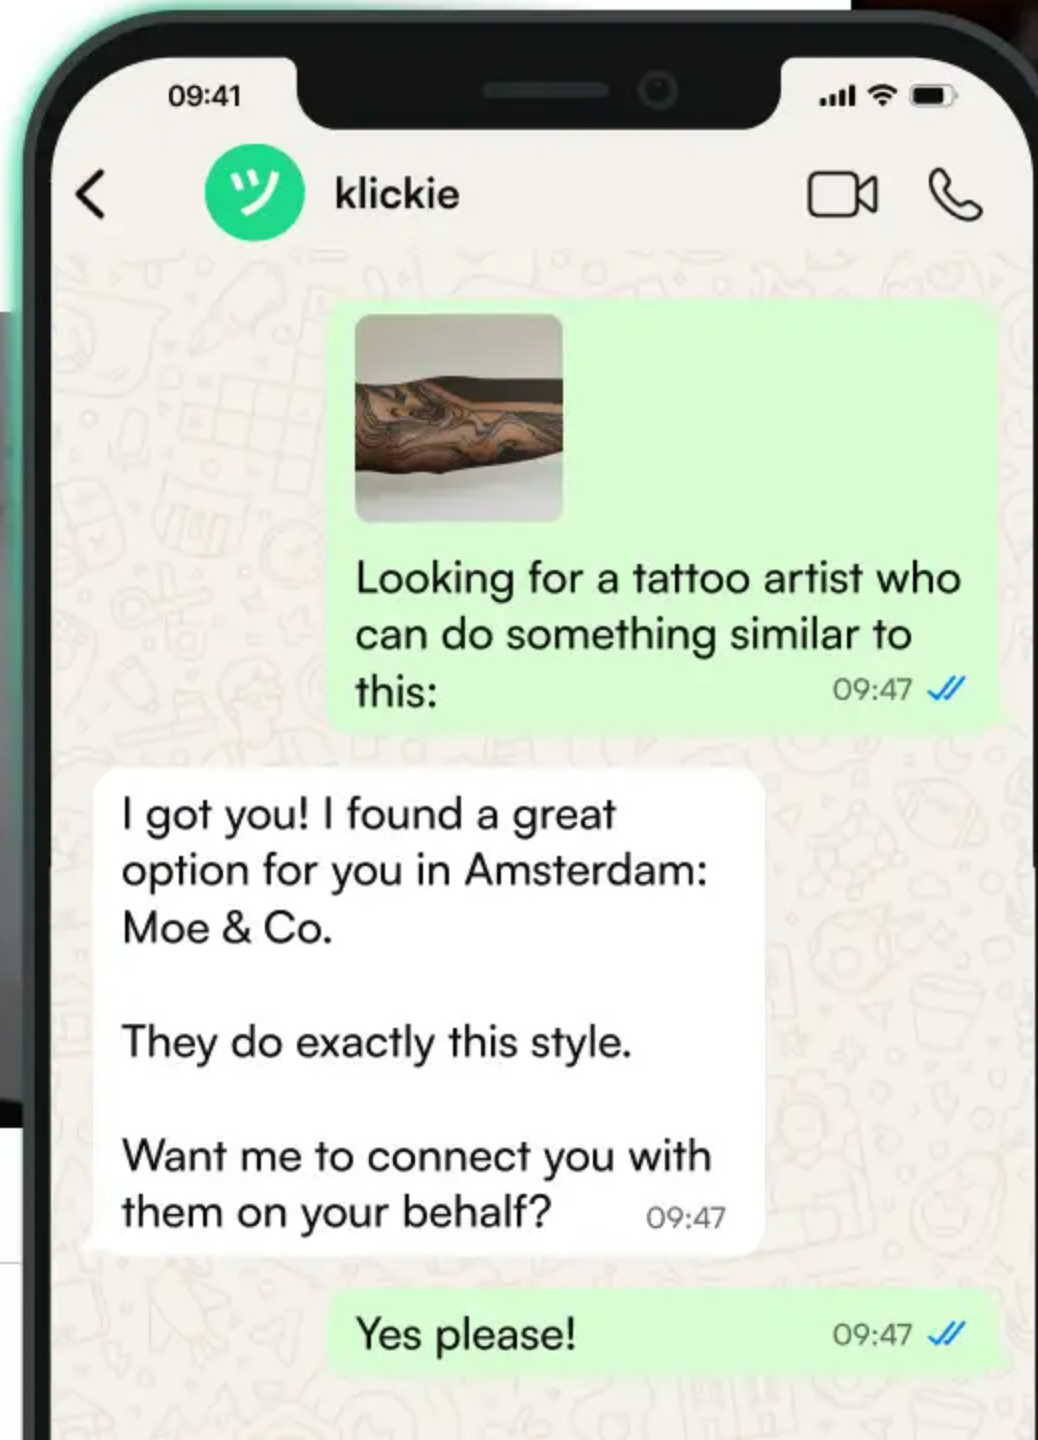 09:41
ツ
klickie
Looking for a tattoo artist who
can do something similar to
this:
09:47
I got you! I found a great
option for you in Amsterdam:
Moe & Co.
They do exactly this style.
Want me to connect you with
them on your behalf?
09:47
Yes please!
09:47